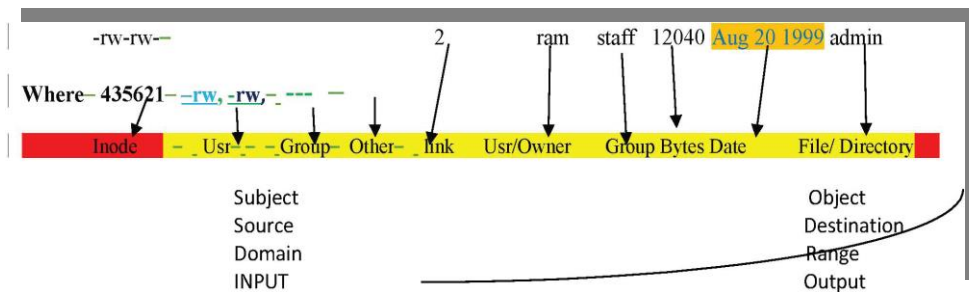 -rw-rw-– 2 ram staff 12040 Aug 20 1999 admin
Where– 435621– –rw, -rw,- --- –
Inode – - Usr– - – - Group– Other– - link Usr/Owner Group Bytes Date File/ Directory
Subject Object
Source Destination
Domain Range
INPUT Output